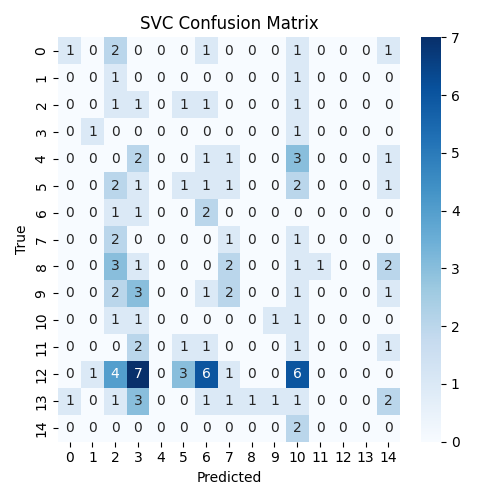 SVC Confusion Matrix
0 1 0 2 0 0 0 1 0 0 0 1 0 0 0 1
1 0 0 1 0 0 0 0 0 0 0 1 0 0 0 0
2 0 0 1 1 0 1 1 0 0 0 1 0 0 0 0
3 0 1 0 0 0 0 0 0 0 0 1 0 0 0 0
4 0 0 0 2 0 0 1 1 0 0 3 0 0 0 1
5 0 0 2 1 0 1 1 1 0 0 2 0 0 0 1
6 0 0 1 1 0 0 2 0 0 0 0 0 0 0 0
7 0 0 2 0 0 0 0 1 0 0 1 0 0 0 0
8 0 0 3 1 0 0 0 2 0 0 1 1 0 0 2
9 0 0 2 3 0 0 1 2 0 0 1 0 0 0 1
10 0 0 1 1 0 0 0 0 0 1 1 0 0 0 0
11 0 0 0 2 0 1 1 0 0 0 1 0 0 0 1
12 0 1 4 7 0 3 6 1 0 0 6 0 0 0 0
13 1 0 1 3 0 0 1 1 1 1 1 0 0 0 2
14 0 0 0 0 0 0 0 0 0 0 2 0 0 0 0
0 1 2 3 4 5 6 7 8 9 10 11 12 13 14
Predicted
True
7
6
5
4
3
2
1
0